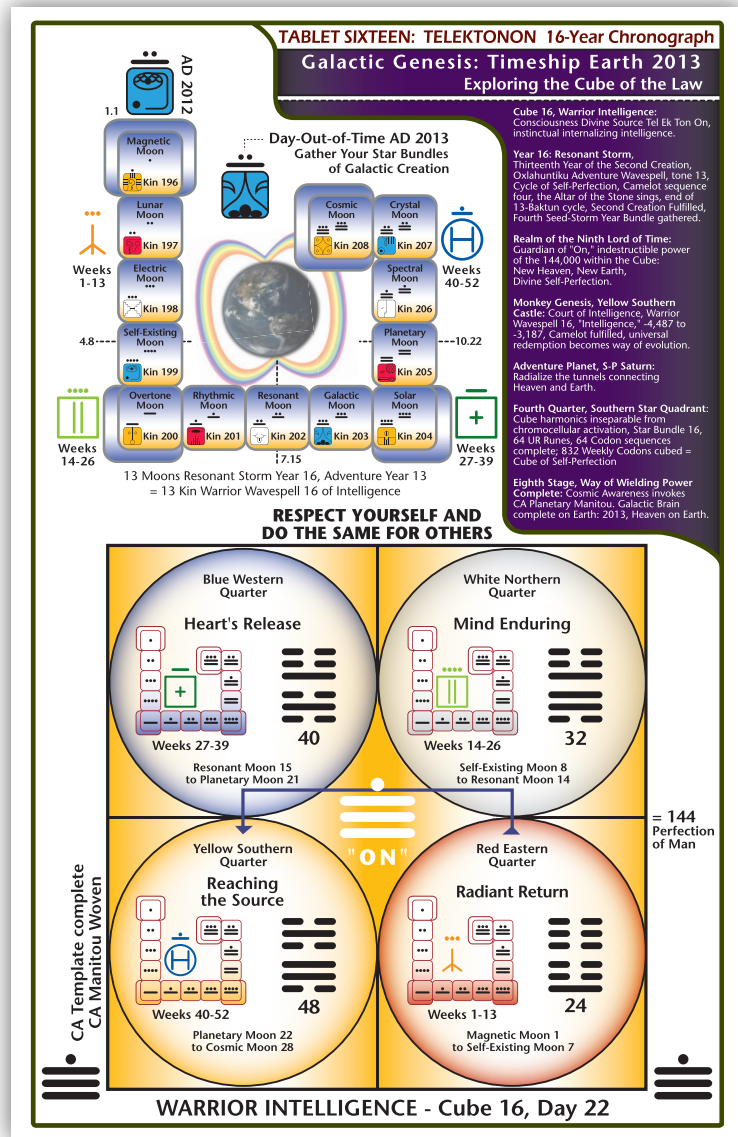 TABLET SIXTEEN: TELEKTONON 16-Year Chronograph
Galactic Genesis: Timeship Earth 2013
Exploring the Cube of the Law
AD 2012
1.1
Magnetic
Moon
Kin 196
Lunar
Moon
Kin 197
Weeks
1-13
Electric
Moon
Kin 198
4.8
Self-Existing
Moon
Kin 199
Overtone
Moon
Kin 200
Weeks
14-26
Rhythmic
Moon
Kin 201
Resonant
Moon
Kin 202
7.15
Galactic
Moon
Kin 203
Solar
Moon
Kin 204
Weeks
27-39
Planetary
Moon
Kin 205
10.22
Spectral
Moon
Kin 206
Crystal
Moon
Kin 207
Weeks
40-52
Cosmic
Moon
Kin 208
Day-Out-of-Time AD 2013
Gather Your Star Bundles
of Galactic Creation
13 Moons Resonant Storm Year 16, Adventure Year 13
= 13 Kin Warrior Wavespell 16 of Intelligence
Cube 16, Warrior Intelligence:
Consciousness Divine Source Tel Ek Ton On,
instinctual internalizing intelligence.
Year 16: Resonant Storm,
Thirteenth Year of the Second Creation,
Oxlahuntiku Adventure Wavespell, tone 13,
Cycle of Self-Perfection, Camelot sequence
four, the Altar of the Stone sings, end of
13-Baktun cycle, Second Creation Fulfilled,
Fourth Seed-Storm Year Bundle gathered.
Realm of the Ninth Lord of Time:
Guardian of "On," indestructible power
of the 144,000 within the Cube:
New Heaven, New Earth,
Divine Self-Perfection.
Monkey Genesis, Yellow Southern
Castle: Court of Intelligence, Warrior
Wavespell 16, "Intelligence," -4,487 to
-3,187, Camelot fulfilled, universal
redemption becomes way of evolution.
Adventure Planet, S-P Saturn:
Radialize the tunnels connecting
Heaven and Earth.
Fourth Quarter, Southern Star Quadrant:
Cube harmonics inseparable from
chromocellular activation, Star Bundle 16,
64 UR Runes, 64 Codon sequences
complete; 832 Weekly Codons cubed =
Cube of Self-Perfection
Eighth Stage, Way of Wielding Power
Complete: Cosmic Awareness invokes
CA Planetary Manitou. Galactic Brain
complete on Earth: 2013, Heaven on Earth.
RESPECT YOURSELF AND
DO THE SAME FOR OTHERS
Blue Western
Quarter
Heart's Release
Weeks 27-39
40
Resonant Moon 15
to Planetary Moon 21
White Northern
Quarter
Mind Enduring
Weeks 14-26
32
Self-Existing Moon 8
to Resonant Moon 14
"ON"
Yellow Southern
Quarter
Reaching
the Source
Weeks 40-52
48
Planetary Moon 22
to Cosmic Moon 28
Red Eastern
Quarter
Radiant Return
Weeks 1-13
24
Magnetic Moon 1
to Self-Existing Moon 7
= 144
Perfection
of Man
CA Template complete
CA Manitou Woven
WARRIOR INTELLIGENCE - Cube 16, Day 22